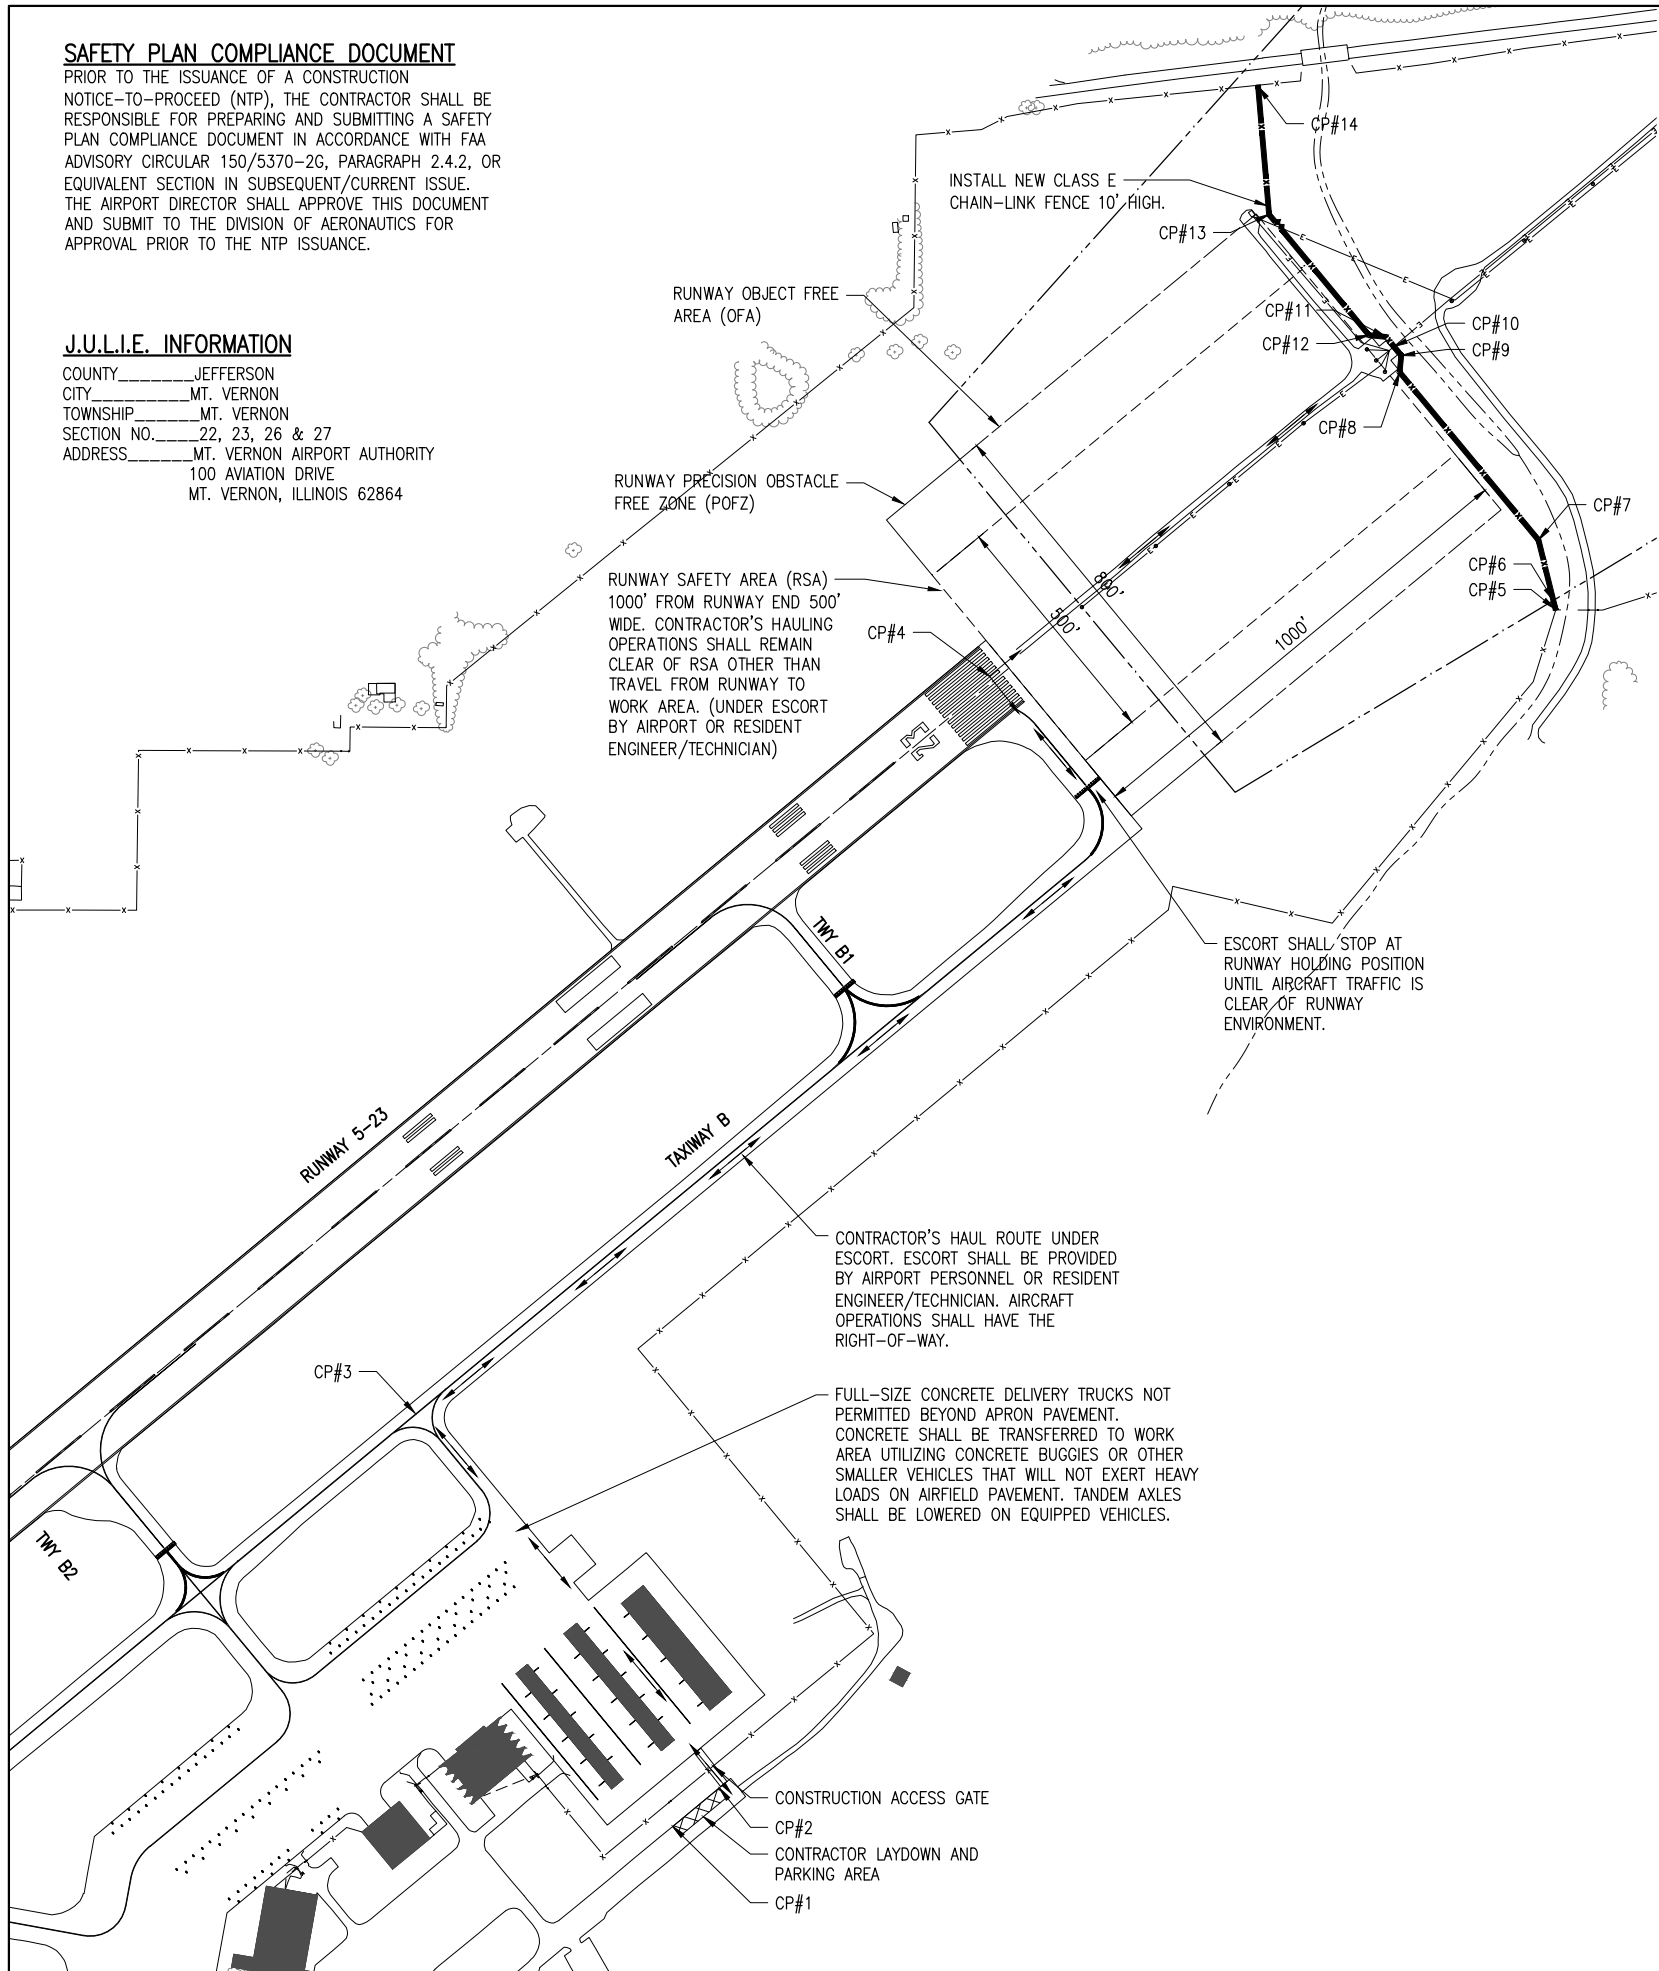 SAFETY PLAN COMPLIANCE DOCUMENT
PRIOR TO THE ISSUANCE OF A CONSTRUCTION
NOTICE-TO-PROCEED (NTP), THE CONTRACTOR SHALL BE
RESPONSIBLE FOR PREPARING AND SUBMITTING A SAFETY
PLAN COMPLIANCE DOCUMENT IN ACCORDANCE WITH FAA
ADVISORY CIRCULAR 150/5370-2G, PARAGRAPH 2.4.2, OR
EQUIVALENT SECTION IN SUBSEQUENT/CURRENT ISSUE.
THE AIRPORT DIRECTOR SHALL APPROVE THIS DOCUMENT
AND SUBMIT TO THE DIVISION OF AERONAUTICS FOR
APPROVAL PRIOR TO THE NTP ISSUANCE.
J.U.L.I.E. INFORMATION
COUNTY_______JEFFERSON
CITY_________MT. VERNON
TOWNSHIP______MT. VERNON
SECTION NO.____22, 23, 26 & 27
ADDRESS______MT. VERNON AIRPORT AUTHORITY
100 AVIATION DRIVE
MT. VERNON, ILLINOIS 62864
CP#14
INSTALL NEW CLASS E
CHAIN-LINK FENCE 10' HIGH.
CP#13
RUNWAY OBJECT FREE
AREA (OFA)
CP#11
CP#10
CP#12
CP#9
CP#8
RUNWAY PRECISION OBSTACLE
FREE ZONE (POFZ)
CP#7
CP#6
CP#5
RUNWAY SAFETY AREA (RSA)
1000' FROM RUNWAY END 500'
WIDE. CONTRACTOR'S HAULING
OPERATIONS SHALL REMAIN
CLEAR OF RSA OTHER THAN
TRAVEL FROM RUNWAY TO
WORK AREA. (UNDER ESCORT
BY AIRPORT OR RESIDENT
ENGINEER/TECHNICIAN)
800'
500'
1000'
CP#4
23
TWY B1
ESCORT SHALL STOP AT
RUNWAY HOLDING POSITION
UNTIL AIRCRAFT TRAFFIC IS
CLEAR OF RUNWAY
ENVIRONMENT.
RUNWAY 5-23
TAXIWAY B
CONTRACTOR'S HAUL ROUTE UNDER
ESCORT. ESCORT SHALL BE PROVIDED
BY AIRPORT PERSONNEL OR RESIDENT
ENGINEER/TECHNICIAN. AIRCRAFT
OPERATIONS SHALL HAVE THE
RIGHT-OF-WAY.
CP#3
FULL-SIZE CONCRETE DELIVERY TRUCKS NOT
PERMITTED BEYOND APRON PAVEMENT.
CONCRETE SHALL BE TRANSFERRED TO WORK
AREA UTILIZING CONCRETE BUGGIES OR OTHER
SMALLER VEHICLES THAT WILL NOT EXERT HEAVY
LOADS ON AIRFIELD PAVEMENT. TANDEM AXLES
SHALL BE LOWERED ON EQUIPPED VEHICLES.
TWY B2
CONSTRUCTION ACCESS GATE
CP#2
CONTRACTOR LAYDOWN AND
PARKING AREA
CP#1